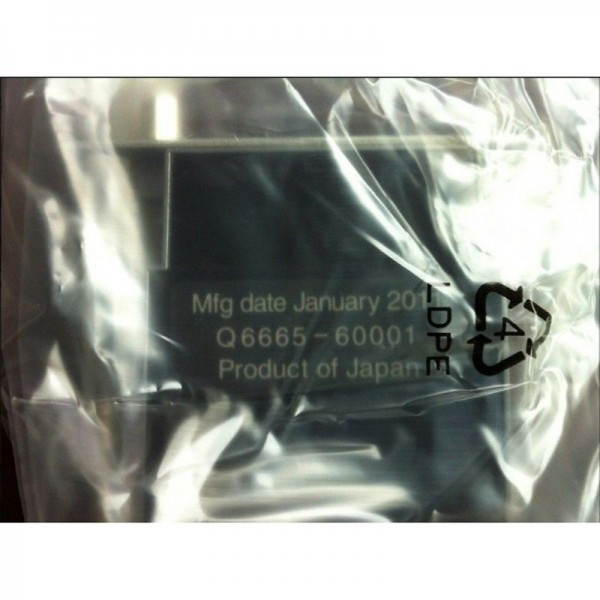 Mfg date January 201
Q6665-60001
Product of Japan
LDPE
4